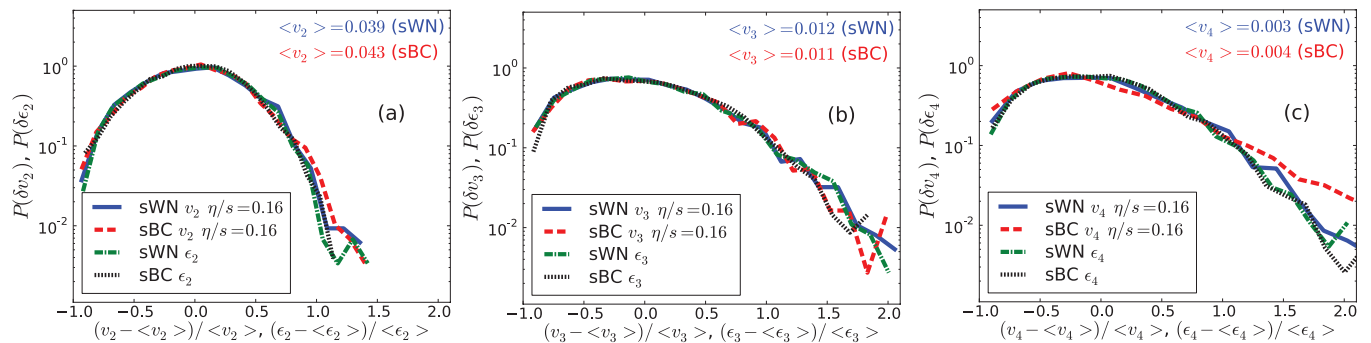 <v₂>=0.039 (sWN)
<v₂>=0.043 (sBC)
(a)
P(δv₂), P(δϵ₂)
10⁰
10⁻¹
10⁻²
sWN v₂ η/s=0.16
sBC v₂ η/s=0.16
sWN ϵ₂
sBC ϵ₂
−1.0 −0.5 0.0 0.5 1.0 1.5 2.0
(v₂−<v₂>)/<v₂>, (ϵ₂−<ϵ₂>)/<ϵ₂>
<v₃>=0.012 (sWN)
<v₃>=0.011 (sBC)
(b)
P(δv₃), P(δϵ₃)
10⁰
10⁻¹
10⁻²
sWN v₃ η/s=0.16
sBC v₃ η/s=0.16
sWN ϵ₃
sBC ϵ₃
−1.0 −0.5 0.0 0.5 1.0 1.5 2.0
(v₃−<v₃>)/<v₃>, (ϵ₃−<ϵ₃>)/<ϵ₃>
<v₄>=0.003 (sWN)
<v₄>=0.004 (sBC)
(c)
P(δv₄), P(δϵ₄)
10⁰
10⁻¹
10⁻²
sWN v₄ η/s=0.16
sBC v₄ η/s=0.16
sWN ϵ₄
sBC ϵ₄
−1.0 −0.5 0.0 0.5 1.0 1.5 2.0
(v₄−<v₄>)/<v₄>, (ϵ₄−<ϵ₄>)/<ϵ₄>